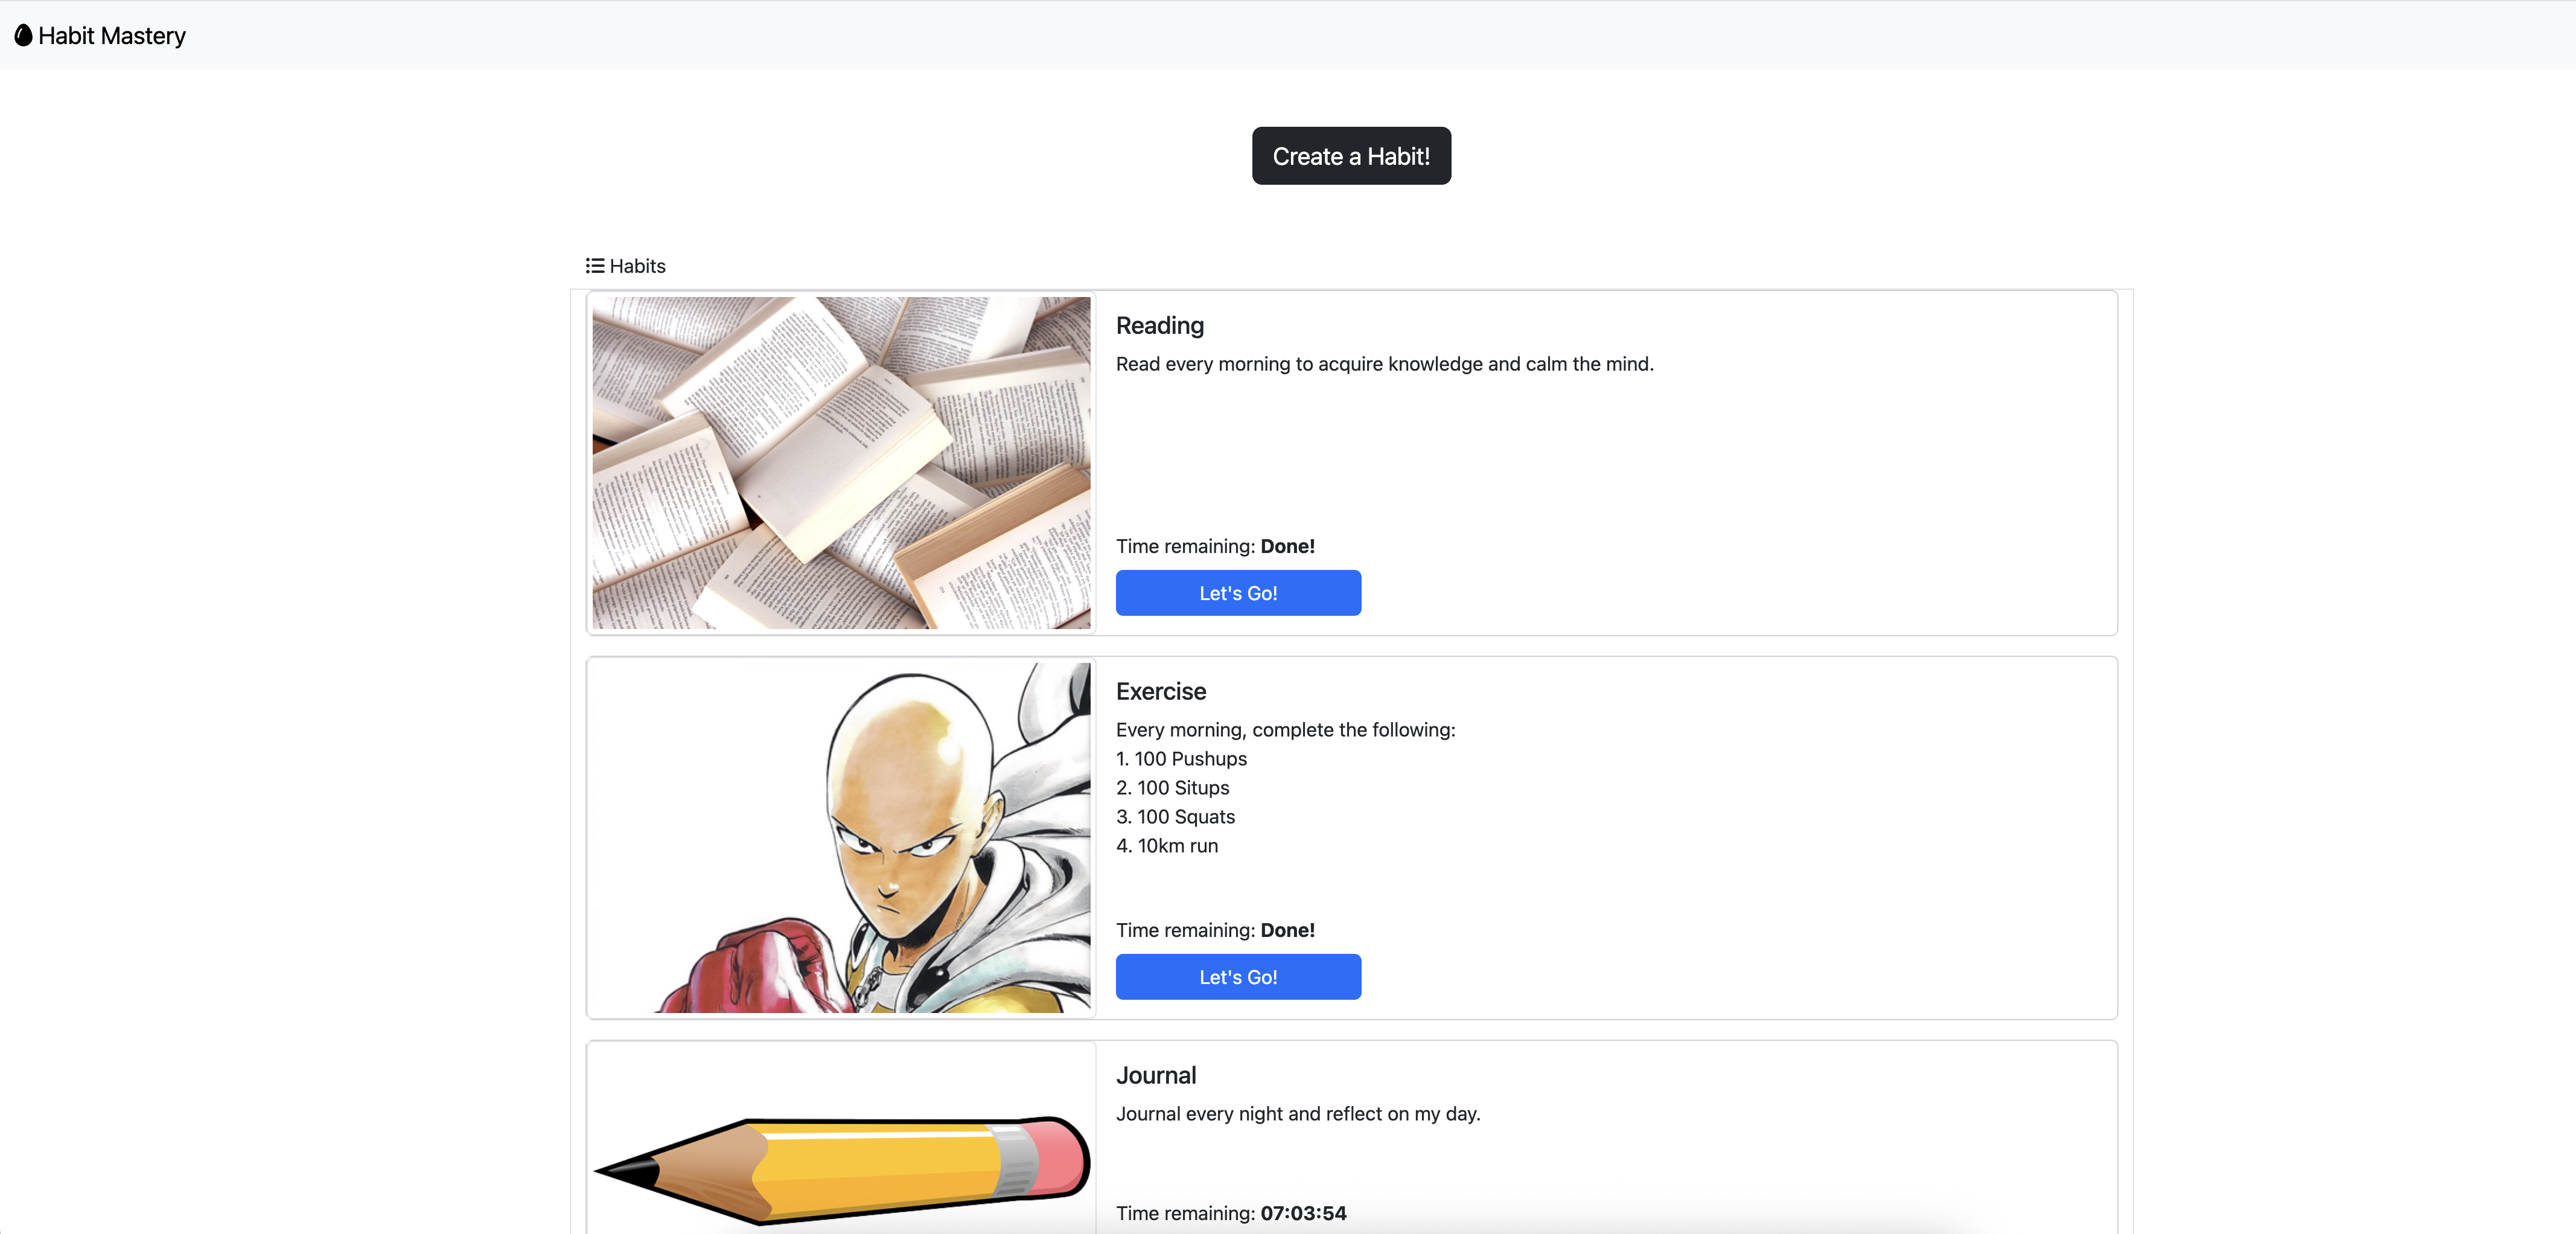 Habit Mastery
Create a Habit!
Habits
Reading
Read every morning to acquire knowledge and calm the mind.
Time remaining: Done!
Let's Go!
Exercise
Every morning, complete the following:
1. 100 Pushups
2. 100 Situps
3. 100 Squats
4. 10km run
Time remaining: Done!
Let's Go!
Journal
Journal every night and reflect on my day.
Time remaining: 07:03:54